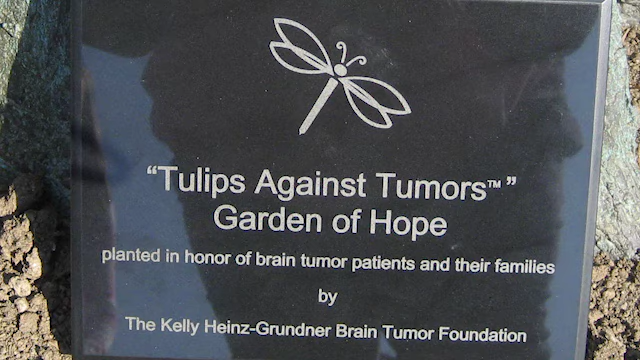 “Tulips Against Tumors™”
Garden of Hope
planted in honor of brain tumor patients and their families
by
The Kelly Heinz-Grundner Brain Tumor Foundation